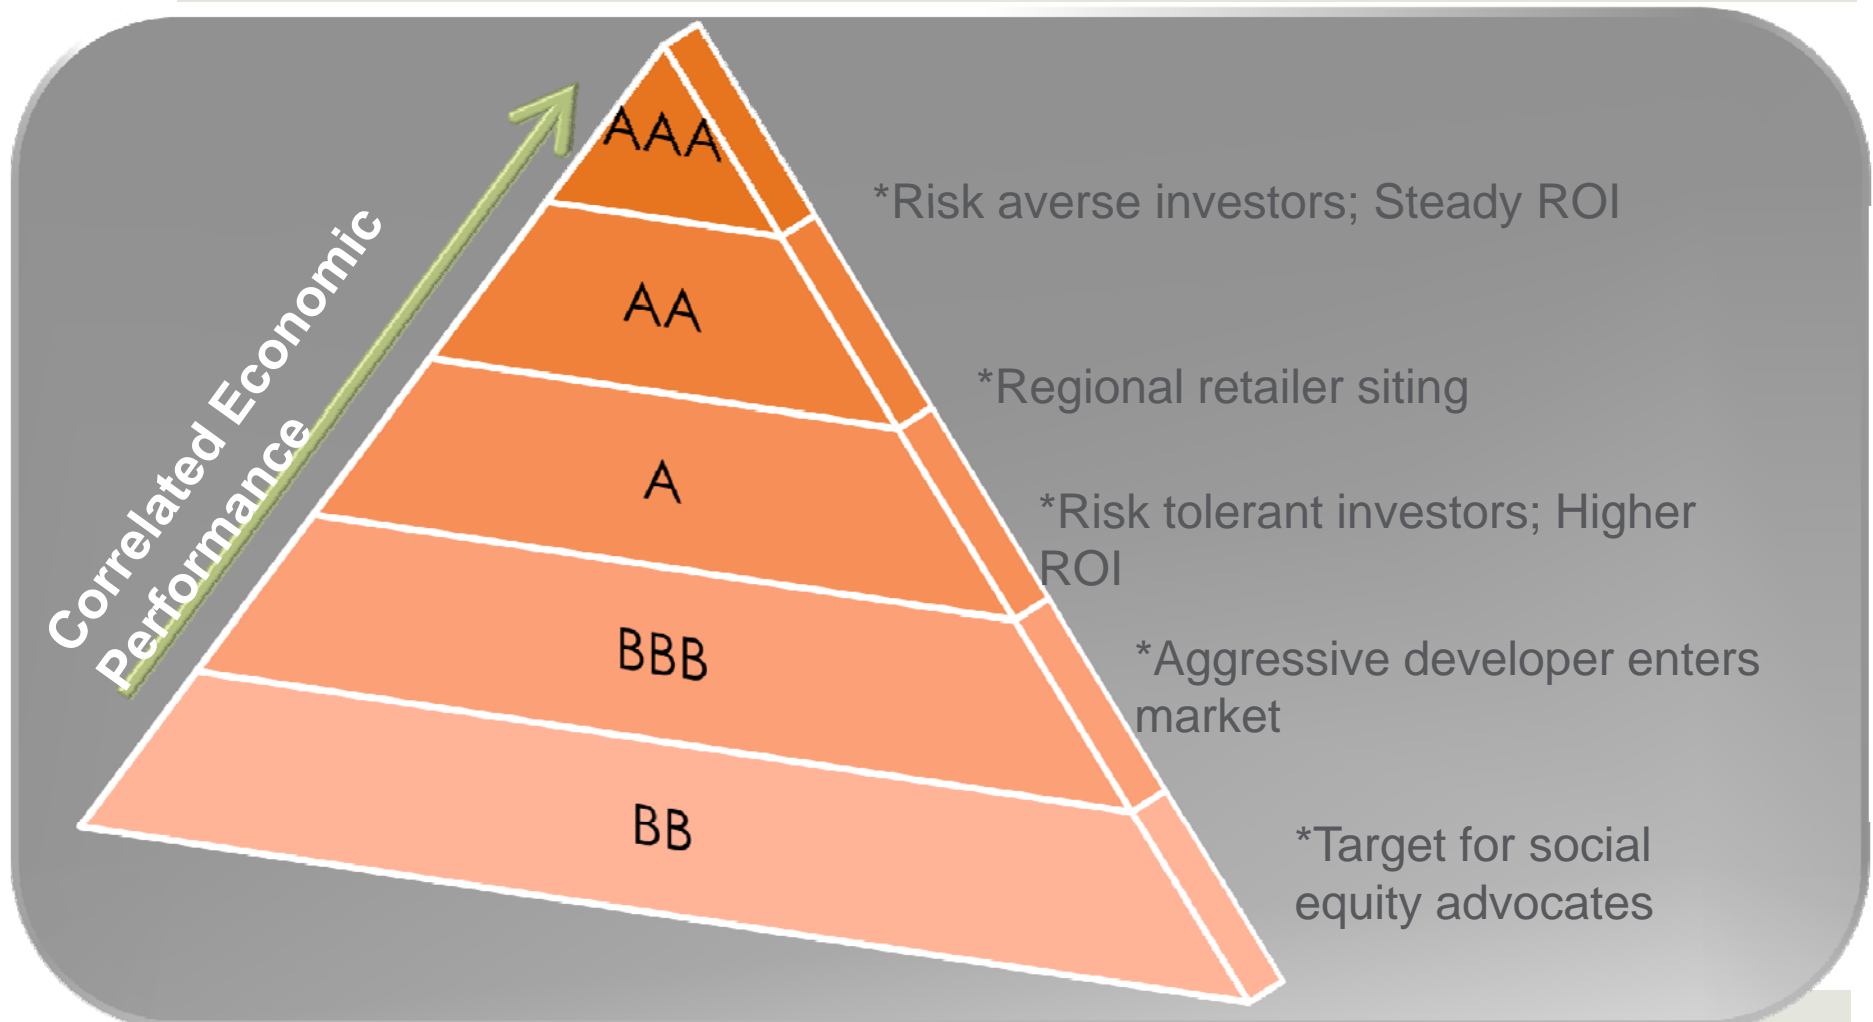 AAA
*Risk averse investors; Steady ROI
AA
*Regional retailer siting
A
*Risk tolerant investors; Higher
ROI
BBB
*Aggressive developer enters
market
BB
*Target for social
equity advocates
Correlated Economic
Performance